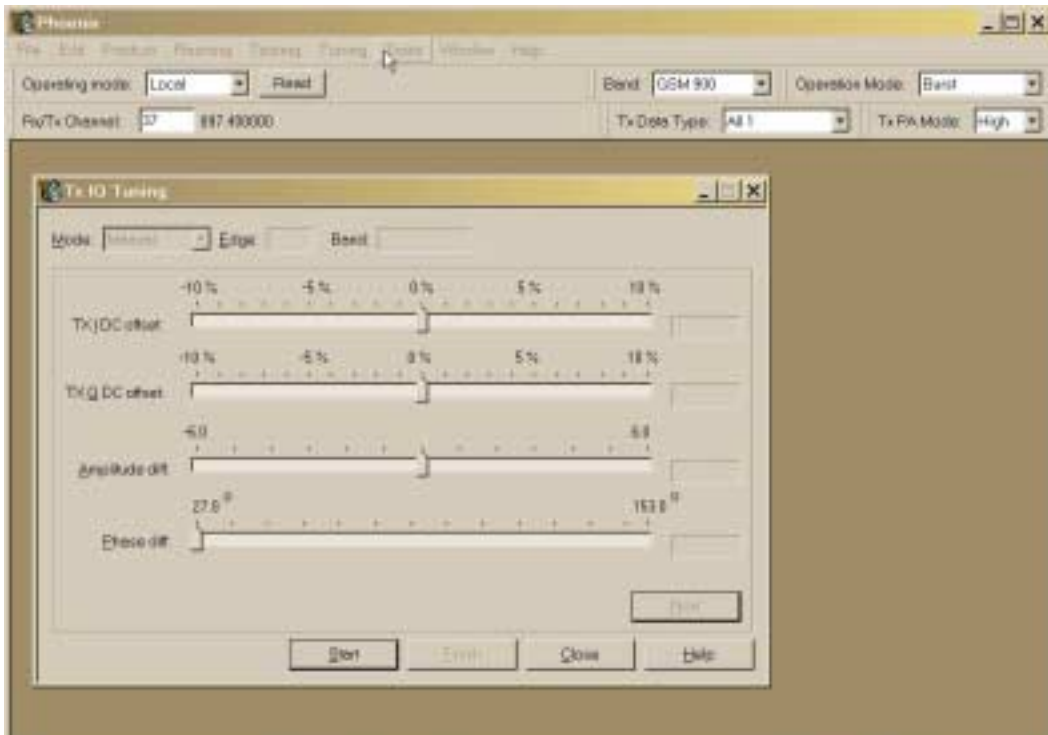 Phoenix
File Edit Product Testing Tuning Tools Window Help
Operating mode: Local Read Band: GSM 900 Operation Mode: Burst
Rx/Tx Channel: 37 897.400000 Tx Data Type: All 1 Tx PA Mode: High
Tx IQ Tuning
Mode: Edge: Band:
-10 % -5 % 0 % 5 % 10 %
TX I DC offset:
-10 % -5 % 0 % 5 % 10 %
TX Q DC offset:
-6.0 6.0
Amplitude diff:
27.0 º 153.0 º
Phase diff:
Start Close Help